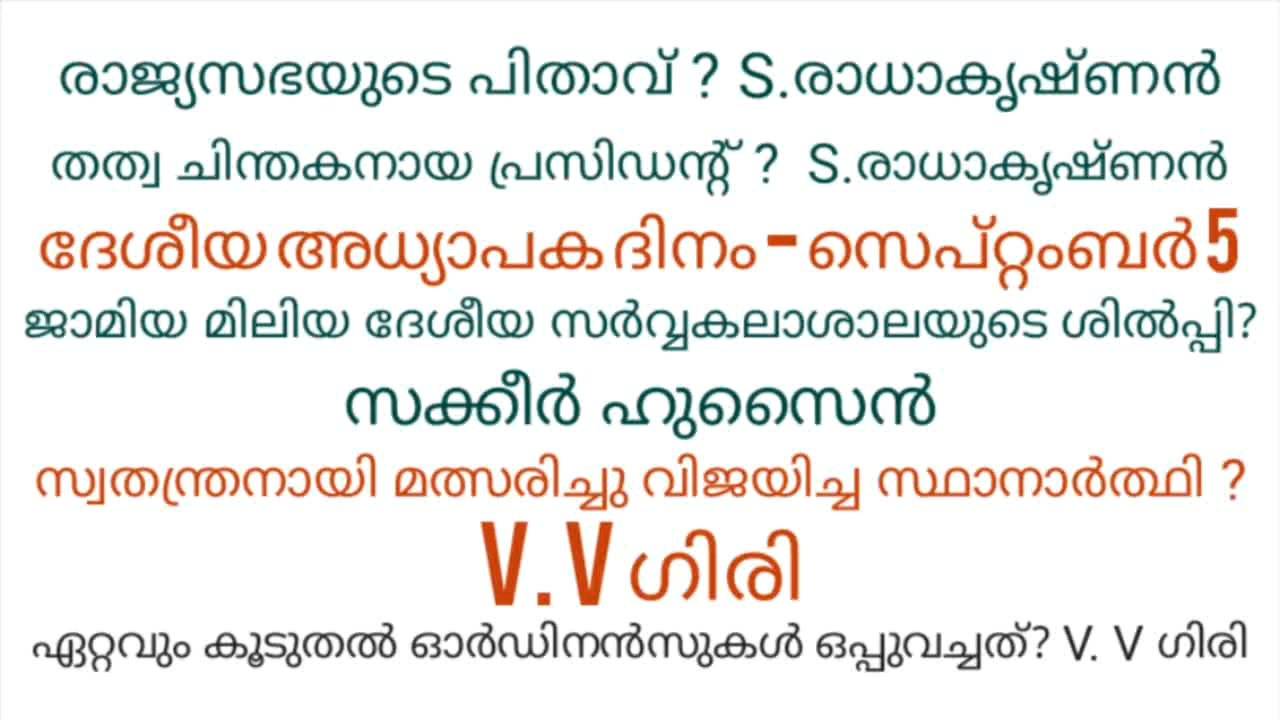 രാജ്യസഭയുടെ പിതാവ് ? S.രാധാകൃഷ്ണൻ
തത്വ ചിന്തകനായ പ്രസിഡന്റ് ? S.രാധാകൃഷ്ണൻ
ദേശീയ അധ്യാപക ദിനം - സെപ്റ്റംബർ 5
ജാമിയ മിലിയ ദേശീയ സർവ്വകലാശാലയുടെ ശിൽപ്പി?
സക്കീർ ഹുസൈൻ
സ്വതന്ത്രനായി മത്സരിച്ചു വിജയിച്ച സ്ഥാനാർത്ഥി ?
V. V ഗിരി
ഏറ്റവും കൂടുതൽ ഓർഡിനൻസുകൾ ഒപ്പുവച്ചത്? V. V ഗിരി